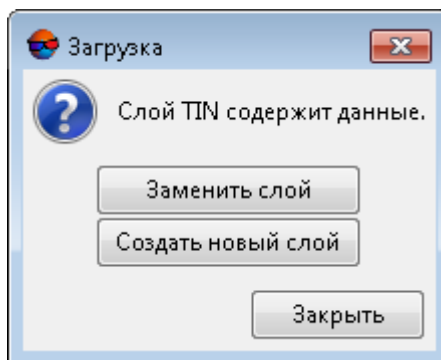 Загрузка
Слой TIN содержит данные.
Заменить слой
Создать новый слой
Закрыть